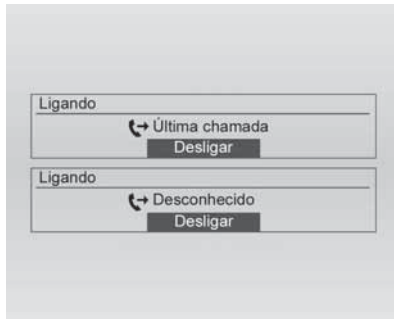 Ligando
Última chamada
Desligar
Ligando
Desconhecido
Desligar